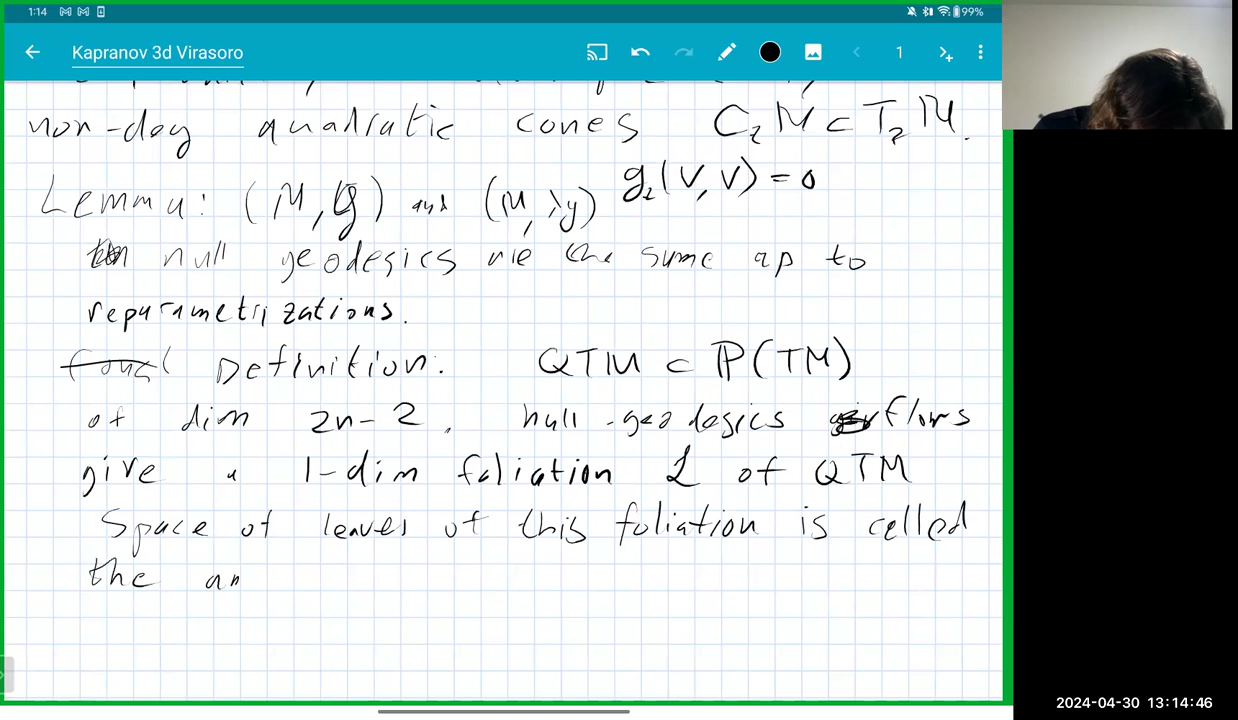 1:14
99%
Kapranov 3d Virasoro
1
non-deg quadratic cones C_z M ⊂ T_z M.
Lemma: (M, g) and (M, λg) g_z(V, V) = 0
null geodesics are the same up to
reparametrizations.
Definition: QTM ⊂ ℙ(TM)
of dim 2n-2. null-geodesics flows
give a 1-dim foliation L of QTM
Space of leaves of this foliation is called
the an
2024-04-30 13:14:46